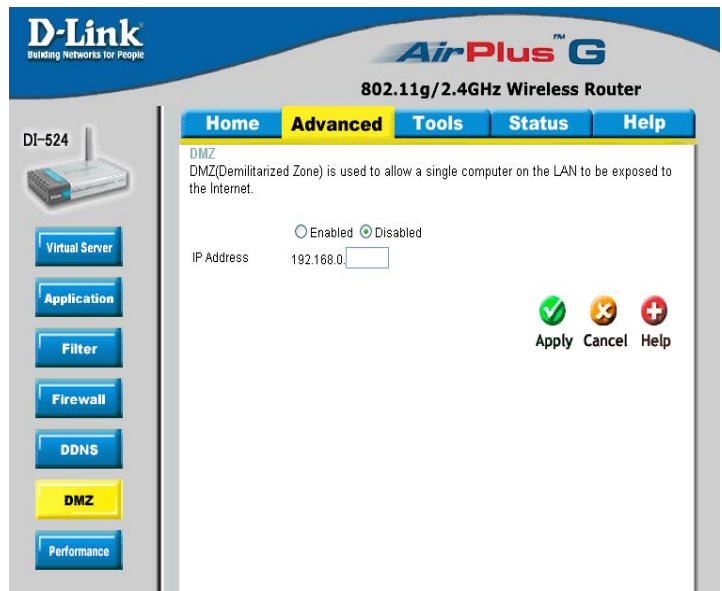 D-Link
Building Networks for People
AirPlus G™
802.11g/2.4GHz Wireless Router
DI-524
Home
Advanced
Tools
Status
Help
DMZ
DMZ(Demilitarized Zone) is used to allow a single computer on the LAN to be exposed to
the Internet.
Enabled
Disabled
IP Address
192.168.0.
Apply
Cancel
Help
Virtual Server
Application
Filter
Firewall
DDNS
DMZ
Performance